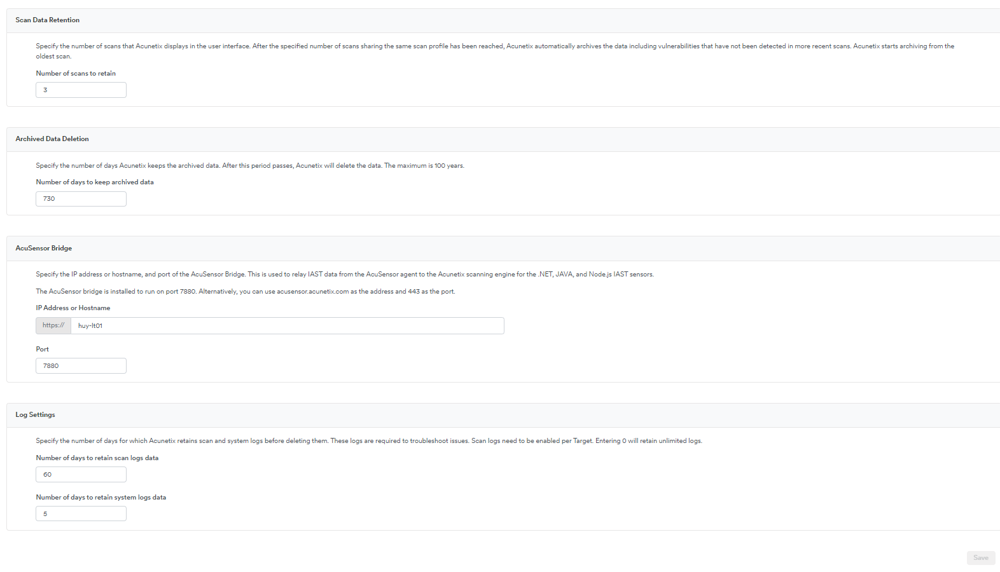 Scan Data Retention
Specify the number of scans that Acunetix displays in the user interface. After the specified number of scans sharing the same scan profile has been reached, Acunetix automatically archives the data including vulnerabilities that have not been detected in more recent scans. Acunetix starts archiving from the
oldest scan.
Number of scans to retain
3
Archived Data Deletion
Specify the number of days Acunetix keeps the archived data. After this period passes, Acunetix will delete the data. The maximum is 100 years.
Number of days to keep archived data
730
AcuSensor Bridge
Specify the IP address or hostname, and port of the AcuSensor Bridge. This is used to relay IAST data from the AcuSensor agent to the Acunetix scanning engine for the .NET, JAVA, and Node.js IAST sensors.
The AcuSensor bridge is installed to run on port 7880. Alternatively, you can use acusensor.acunetix.com as the address and 443 as the port.
IP Address or Hostname
https:// huy-lt01
Port
7880
Log Settings
Specify the number of days for which Acunetix retains scan and system logs before deleting them. These logs are required to troubleshoot issues. Scan logs need to be enabled per Target. Entering 0 will retain unlimited logs.
Number of days to retain scan logs data
60
Number of days to retain system logs data
5
Save